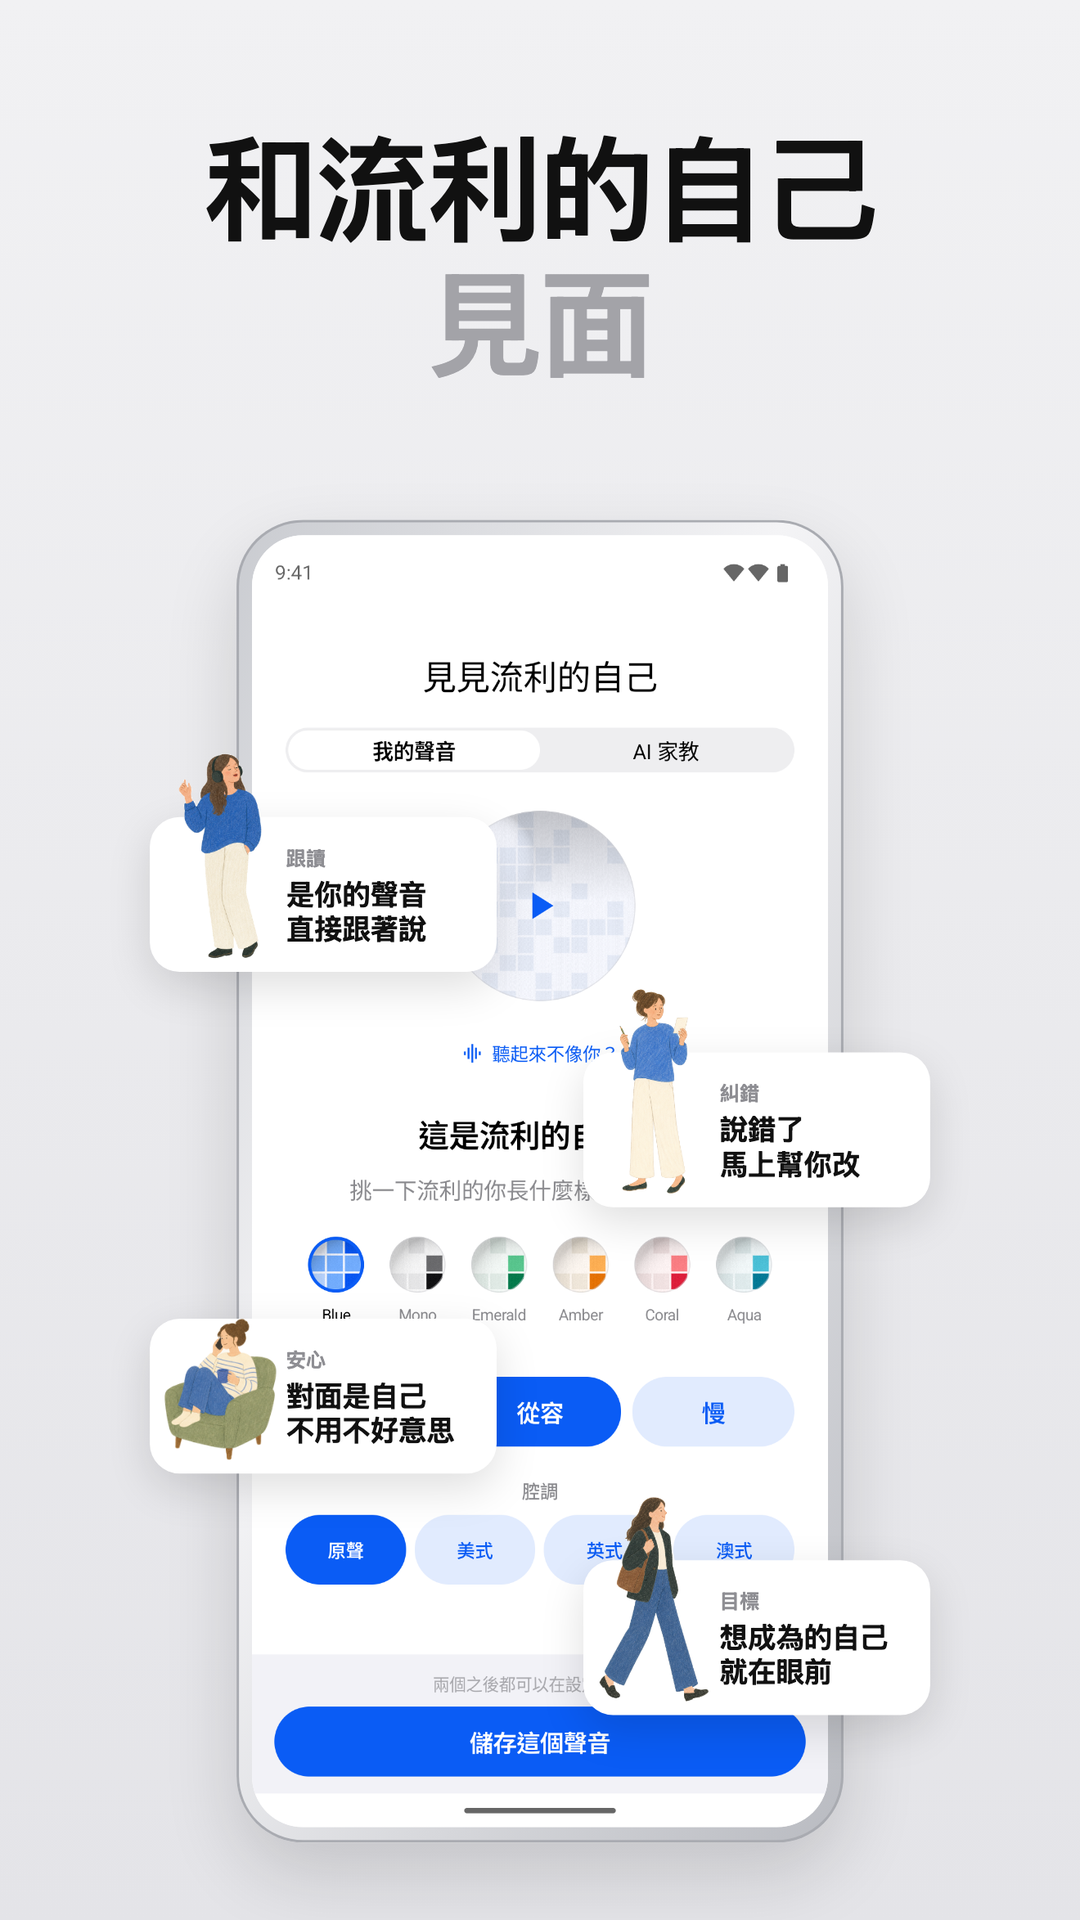 和流利的自己
見面
9:41
見見流利的自己
我的聲音
AI 家教
跟讀
是你的聲音
直接跟著說
聽起來不像你？
糾錯
說錯了
馬上幫你改
這是流利的
挑一下流利的你長什麼
Blue
Mono
Emerald
Amber
Coral
Aqua
安心
對面是自己
不用不好意思
從容
慢
腔調
原聲
美式
英式
澳式
目標
想成為的自己
就在眼前
兩個之後都可以在設
儲存這個聲音